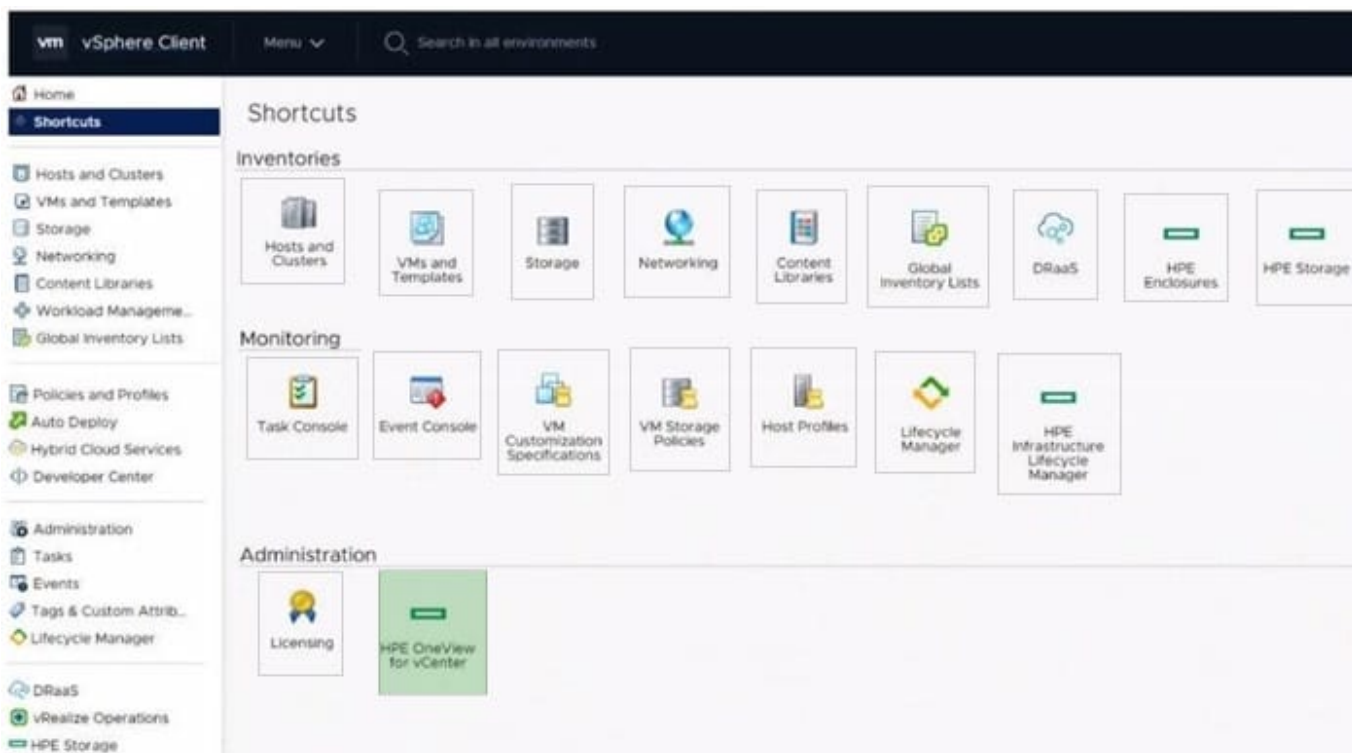 vm vSphere Client Menu Search in all environments
Home
Shortcuts
Hosts and Clusters
VMs and Templates
Storage
Networking
Content Libraries
Workload Manageme...
Global Inventory Lists
Policies and Profiles
Auto Deploy
Hybrid Cloud Services
Developer Center
Administration
Tasks
Events
Tags & Custom Attrib...
Lifecycle Manager
DRaaS
vRealize Operations
HPE Storage
Shortcuts
Inventories
Hosts and
Clusters
VMs and
Templates
Storage
Networking
Content
Libraries
Global
Inventory Lists
DRaaS
HPE
Enclosures
HPE Storage
Monitoring
Task Console
Event Console
VM
Customization
Specifications
VM Storage
Policies
Host Profiles
Lifecycle
Manager
HPE
Infrastructure
Lifecycle
Manager
Administration
Licensing
HPE OneView
for vCenter